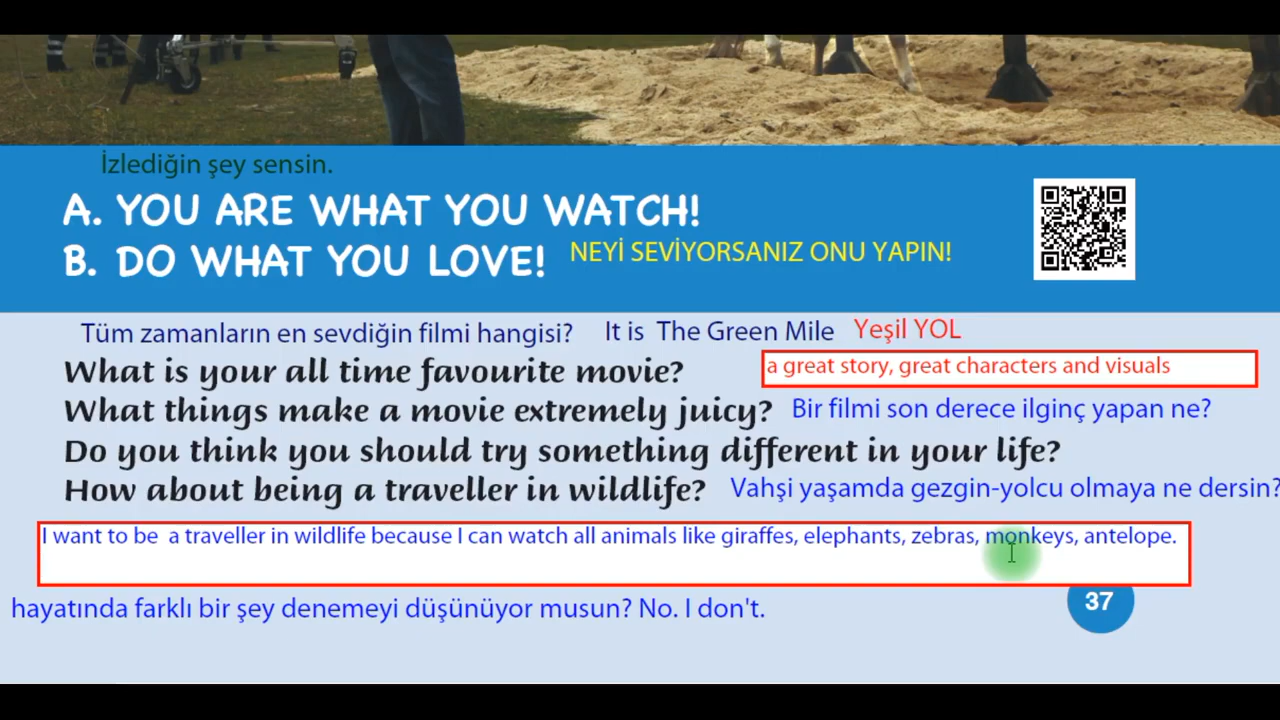 İzlediğin şey sensin.
A. YOU ARE WHAT YOU WATCH!
B. DO WHAT YOU LOVE! NEYİ SEVİYORSANIZ ONU YAPIN!
Tüm zamanların en sevdiğin filmi hangisi? It is The Green Mile Yeşil YOL
What is your all time favourite movie? a great story, great characters and visuals
What things make a movie extremely juicy? Bir filmi son derece ilginç yapan ne?
Do you think you should try something different in your life?
How about being a traveller in wildlife? Vahşi yaşamda gezgin-yolcu olmaya ne dersin?
I want to be a traveller in wildlife because I can watch all animals like giraffes, elephants, zebras, monkeys, antelope.
hayatında farklı bir şey denemeyi düşünüyor musun? No. I don't.
37